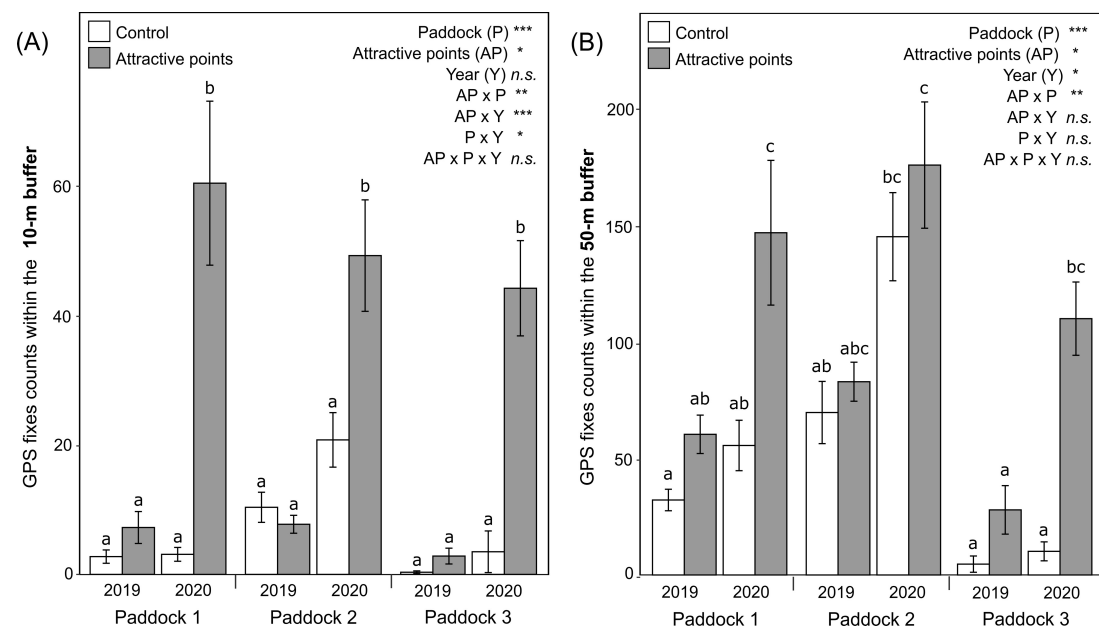 (A)
Control
Attractive points
Paddock (P) ***
Attractive points (AP) *
Year (Y) n.s.
AP x P **
AP x Y ***
P x Y *
AP x P x Y n.s.
GPS fixes counts within the 10-m buffer
60
40
20
0
a
a
a
b
a
a
a
b
a
a
a
b
2019 2020 2019 2020 2019 2020
Paddock 1 Paddock 2 Paddock 3
(B)
Control
Attractive points
Paddock (P) ***
Attractive points (AP) *
Year (Y) *
AP x P **
AP x Y n.s.
P x Y n.s.
AP x P x Y n.s.
GPS fixes counts within the 50-m buffer
200
150
100
50
0
a
ab
ab
c
ab
abc
bc
c
a
a
a
bc
2019 2020 2019 2020 2019 2020
Paddock 1 Paddock 2 Paddock 3